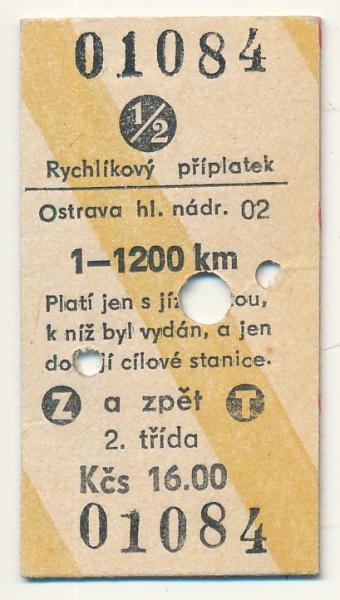 01084
1/2
Rychlíkový příplatek
Ostrava hl. nádr. 02
1—1200 km
Platí jen s
k níž byl vydán, a jen
cílové stanice.
Z a zpět T
2. třída
Kčs 16.00
01084